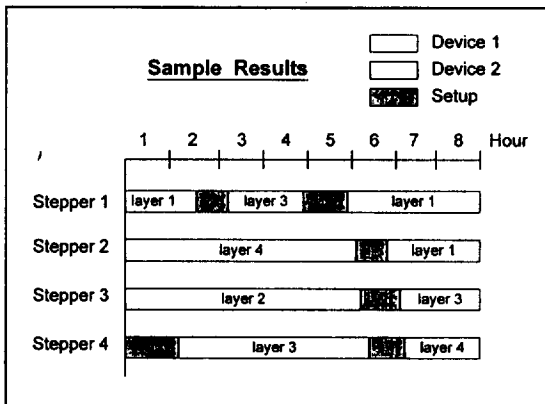 Device 1
Sample Results
Device 2
Setup
1 2 3 4 5 6 7 8 Hour
Stepper 1 layer 1 layer 3 layer 1
Stepper 2 layer 4 layer 1
Stepper 3 layer 2 layer 3
Stepper 4 layer 3 layer 4